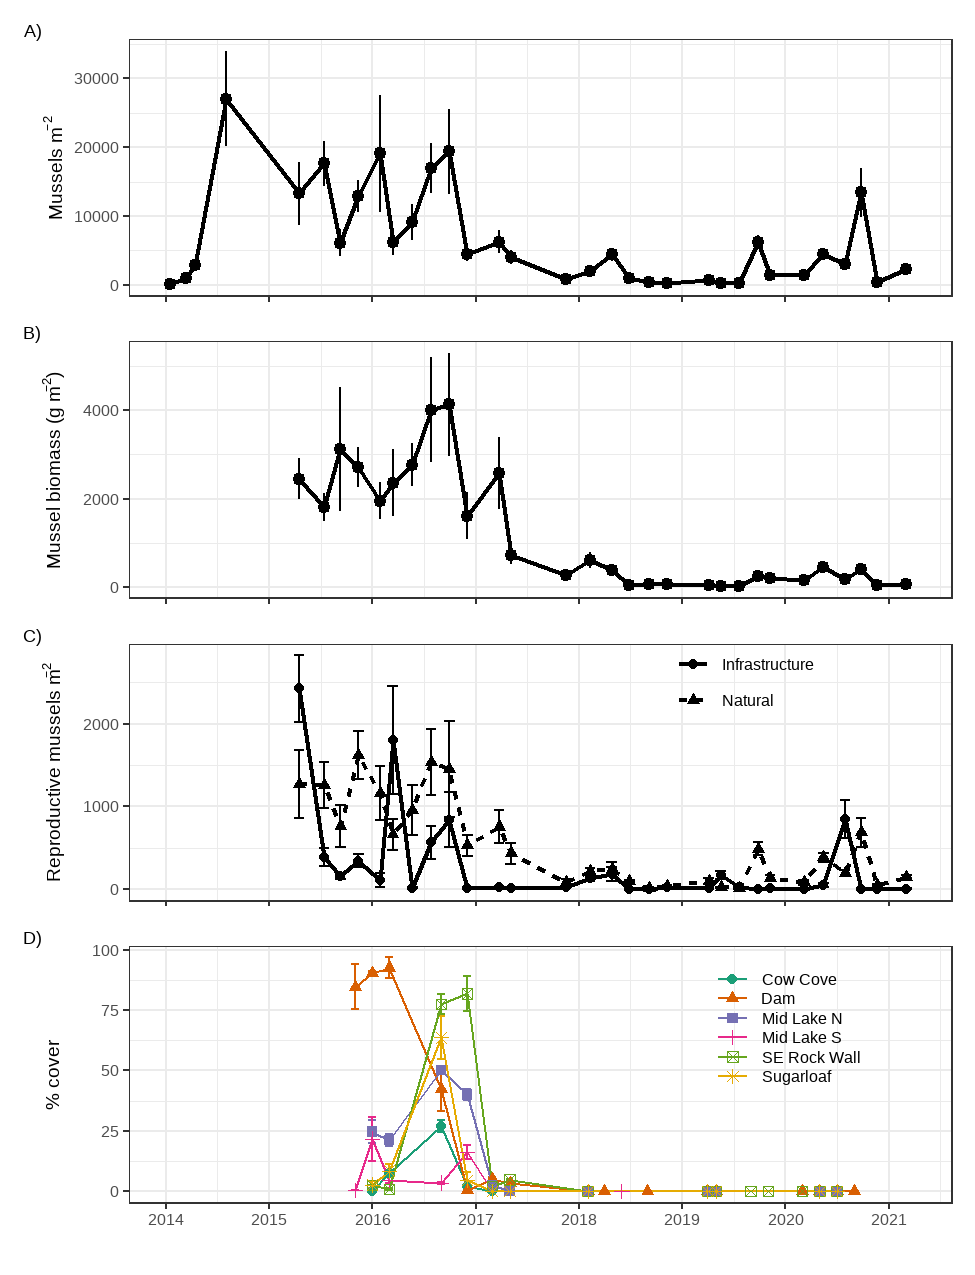 A)
30000
20000
10000
0
Mussels m⁻²
B)
4000
2000
0
Mussel biomass (g m⁻²)
C)
2000
1000
0
Reproductive mussels m⁻²
Infrastructure
Natural
D)
100
75
50
25
0
% cover
Cow Cove
Dam
Mid Lake N
Mid Lake S
SE Rock Wall
Sugarloaf
2014 2015 2016 2017 2018 2019 2020 2021